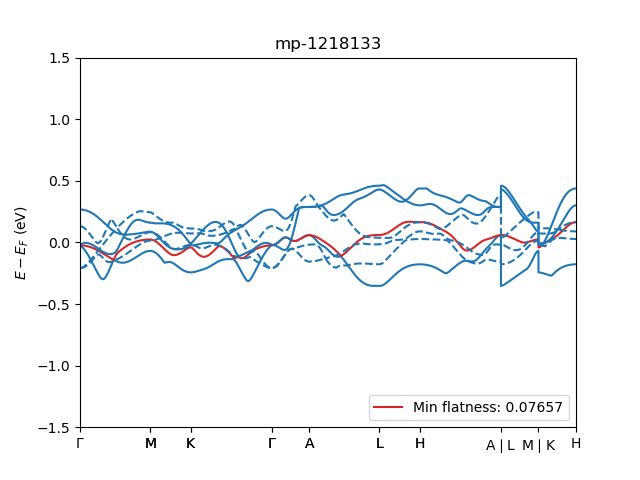 mp-1218133
E − E_F (eV)
1.5
1.0
0.5
0.0
−0.5
−1.0
−1.5
Min flatness: 0.07657
Γ M K Γ A L H A | L M | K H